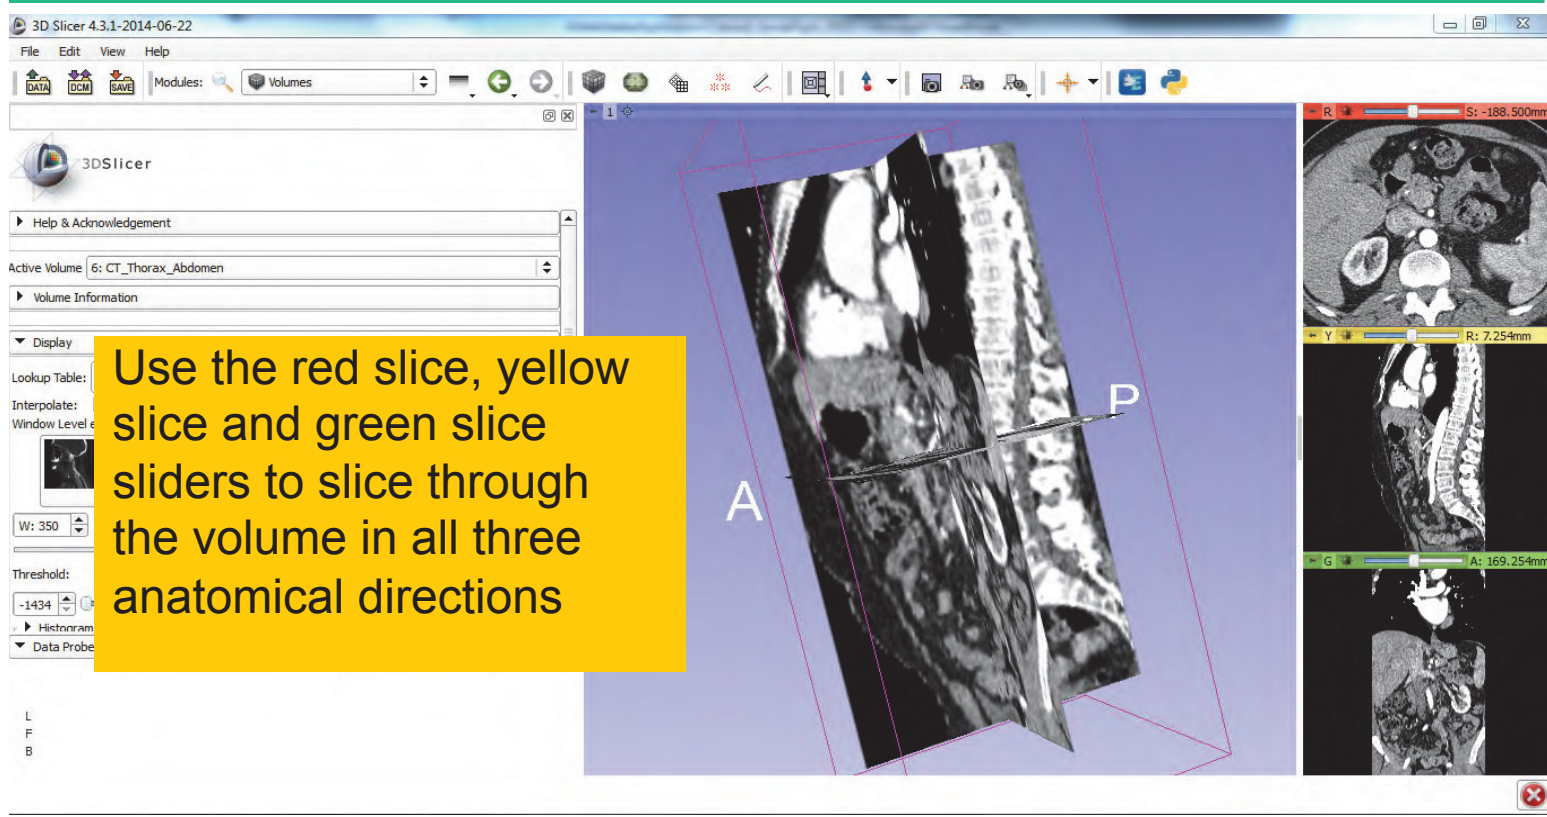 3D Slicer 4.3.1-2014-06-22
File Edit View Help
DATA DCM SAVE Modules: Volumes
1
R S: -188.500mm
3DSlicer
Help & Acknowledgement
Active Volume 6: CT_Thorax_Abdomen
Volume Information
Display
Y R: 7.254mm
Lookup Table:
Interpolate:
Window Level e
Use the red slice, yellow
slice and green slice
sliders to slice through
the volume in all three
anatomical directions
P
A
W: 350
G A: 169.254mm
Threshold:
-1434
Histogram
Data Probe
L
F
B